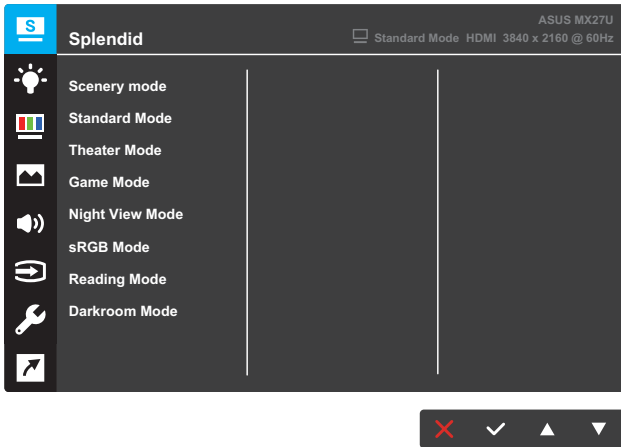 S
ASUS MX27U
Splendid
Standard Mode HDMI 3840 x 2160 @ 60Hz
Scenery mode
Standard Mode
Theater Mode
Game Mode
Night View Mode
sRGB Mode
Reading Mode
Darkroom Mode